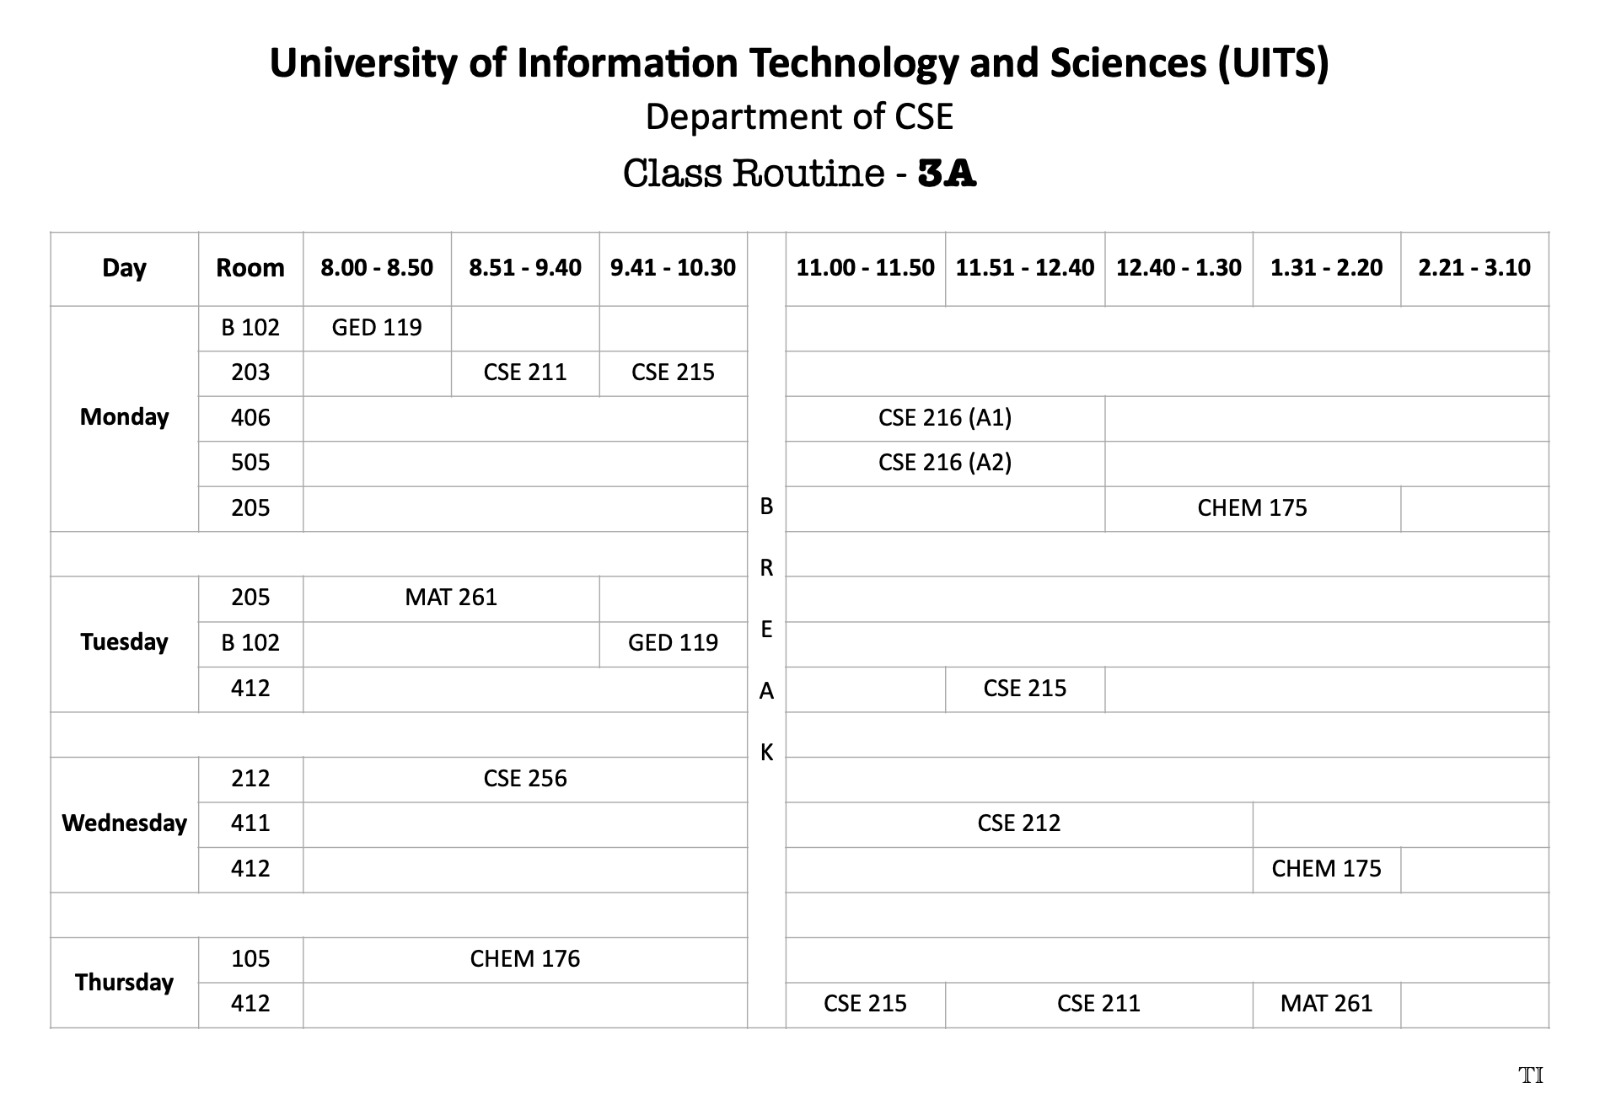 University of Information Technology and Sciences (UITS)
Department of CSE
Class Routine - 3A
Day Room 8.00 - 8.50 8.51 - 9.40 9.41 - 10.30 11.00 - 11.50 11.51 - 12.40 12.40 - 1.30 1.31 - 2.20 2.21 - 3.10
B 102 GED 119
203 CSE 211 CSE 215
Monday 406 CSE 216 (A1)
505 CSE 216 (A2)
205 B CHEM 175
R
205 MAT 261
Tuesday B 102 GED 119 E
412 A CSE 215
K
212 CSE 256
Wednesday 411 CSE 212
412 CHEM 175
105 CHEM 176
Thursday
412 CSE 215 CSE 211 MAT 261
TI